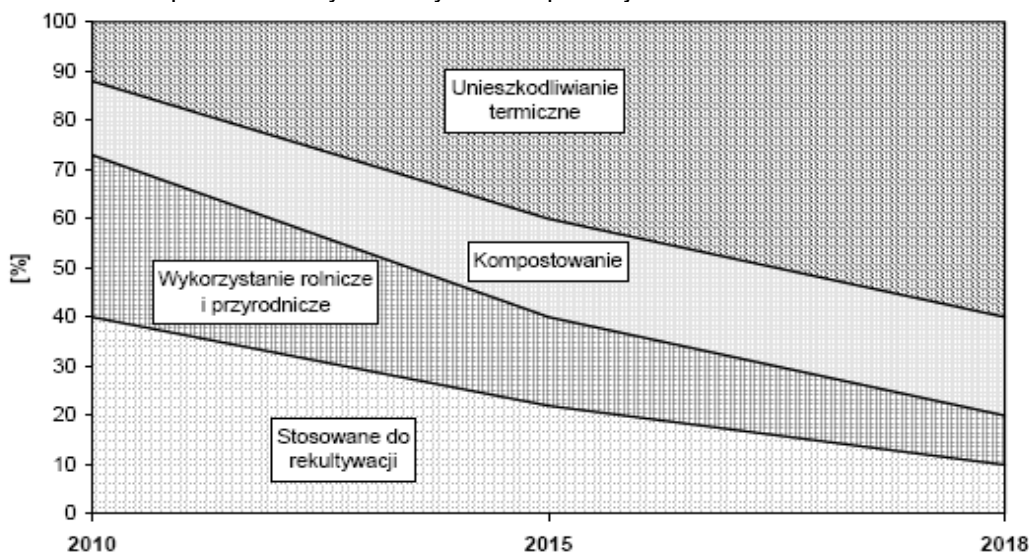 100
90
80
70
60
50
40
30
20
10
0
[%]
Unieszkodliwianie
termiczne
Kompostowanie
Wykorzystanie rolnicze
i przyrodnicze
Stosowane do
rekultywacji
2010 2015 2018